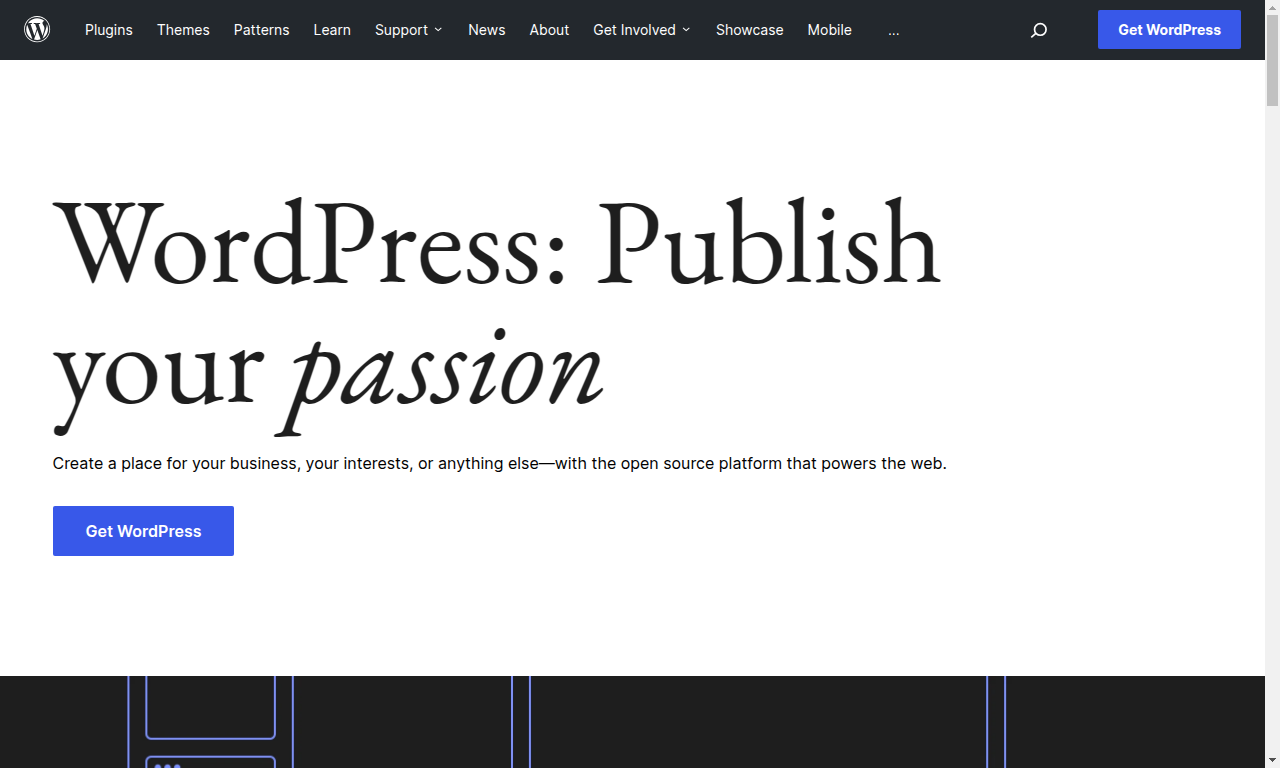 Plugins Themes Patterns Learn Support News About Get Involved Showcase Mobile ... Get WordPress
WordPress: Publish
your passion
Create a place for your business, your interests, or anything else—with the open source platform that powers the web.
Get WordPress